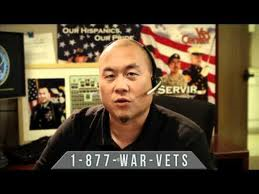 OUR HISPANICS,
OUR PRIDE
SERVIR
1-877-WAR-VETS